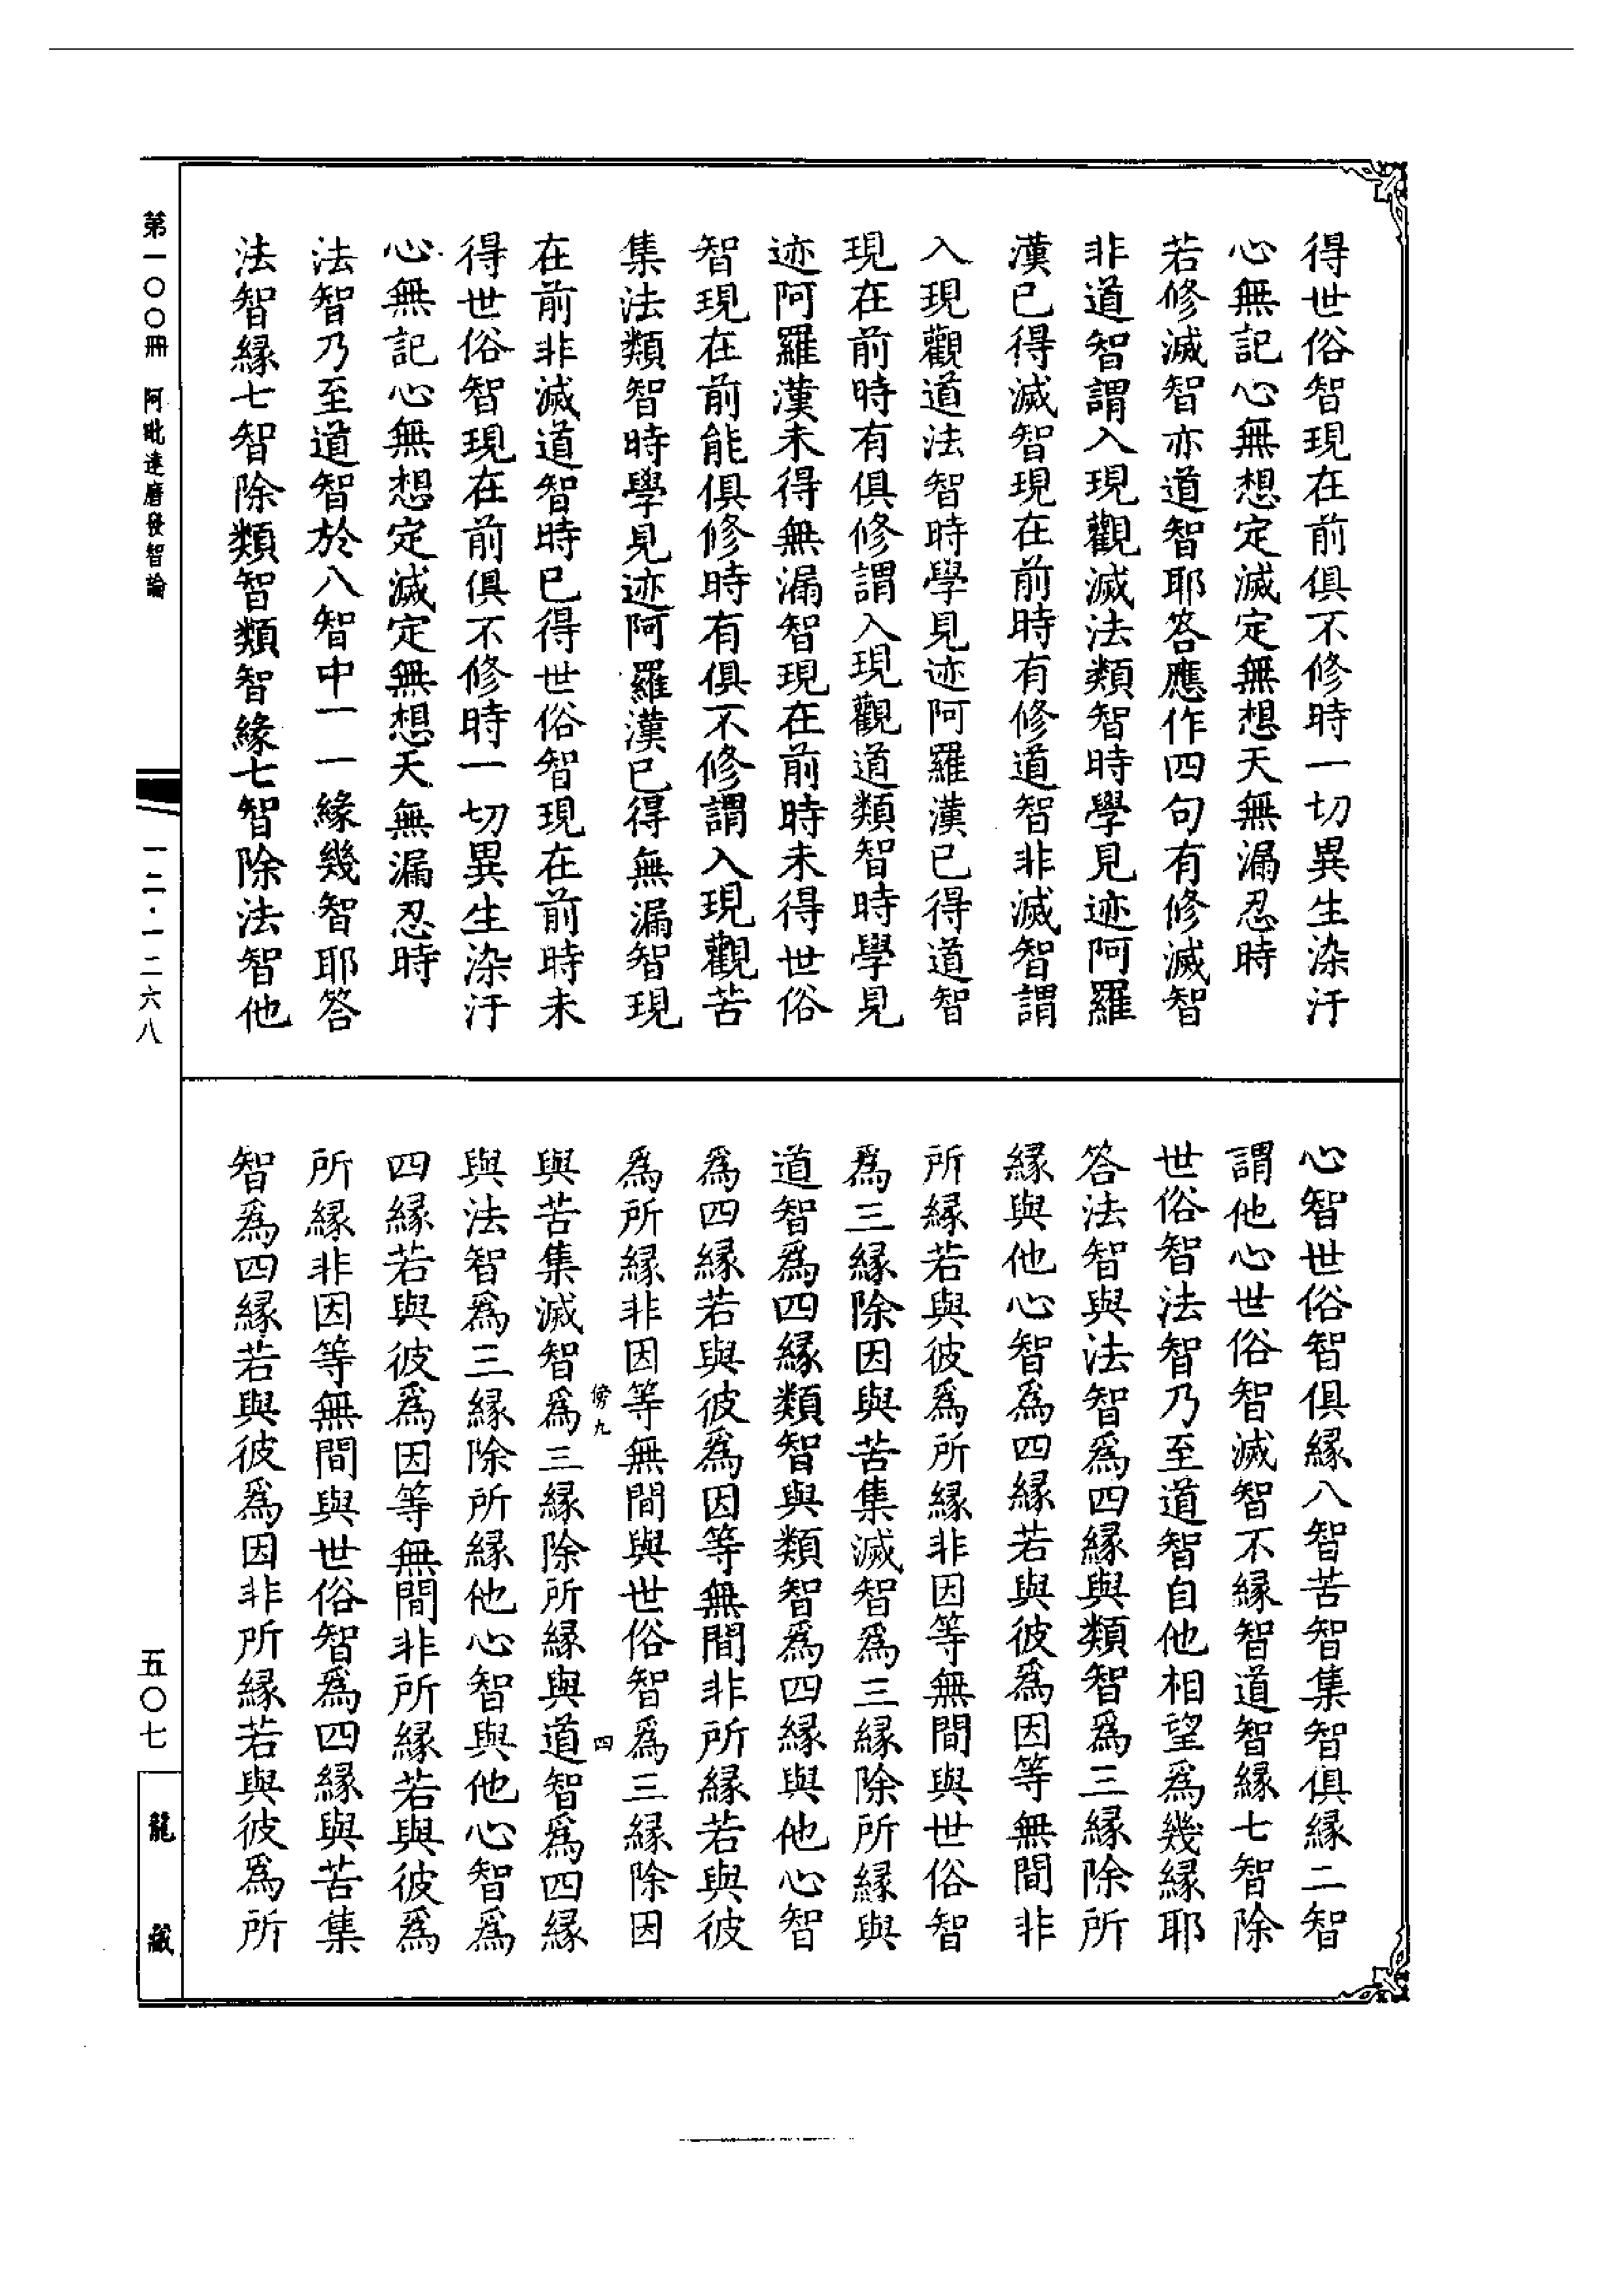 得世俗智現在前俱不修時一切異生染汙
心無記心無想定滅定無想天無漏忍時
若修滅智亦道智耶答應作四句有修滅智
非道智謂入現觀滅法類智時學見迹阿羅
漢已得滅智現在前時有修道智非滅智謂
入現觀道法智時學見迹阿羅漢已得道智
現在前時有俱修謂入現觀道類智時學見
迹阿羅漢未得無漏智現在前時未得世俗
智現在前能俱修時有俱不修謂入現觀苦
集法類智時學見迹阿羅漢已得無漏智現
在前非滅道智時已得世俗智現在前時未
得世俗智現在前俱不修時一切異生染汙
心無記心無想定滅定無想天無漏忍時
法智乃至道智於八智中一一緣幾智耶答
法智緣七智除類智類智緣七智除法智他
心智世俗智俱緣八智苦智集智俱緣二智
謂他心世俗智滅智不緣智道智緣七智除
世俗智法智乃至道智自他相望爲幾緣耶
答法智與法智爲四緣與類智爲三緣除所
緣與他心智爲四緣若與彼爲因等無間非
所緣若與彼爲所緣非因等無間與世俗智
爲三緣除因與苦集滅智爲三緣除所緣與
道智爲四緣類智與類智爲四緣與他心智
爲四緣若與彼爲因等無間非所緣若與彼
爲所緣非因等無間與世俗智爲三緣除因
傍九
四
與苦集滅智爲三緣除所緣與道智爲四緣
與法智爲三緣除所緣他心智與他心智爲
四緣若與彼爲因等無間非所緣若與彼爲
所緣非因等無間與世俗智爲四緣與苦集
智爲四緣若與彼爲因非所緣若與彼爲所
第一〇〇冊 阿毗達磨發智論
一二·一二六八
五〇七
龍藏